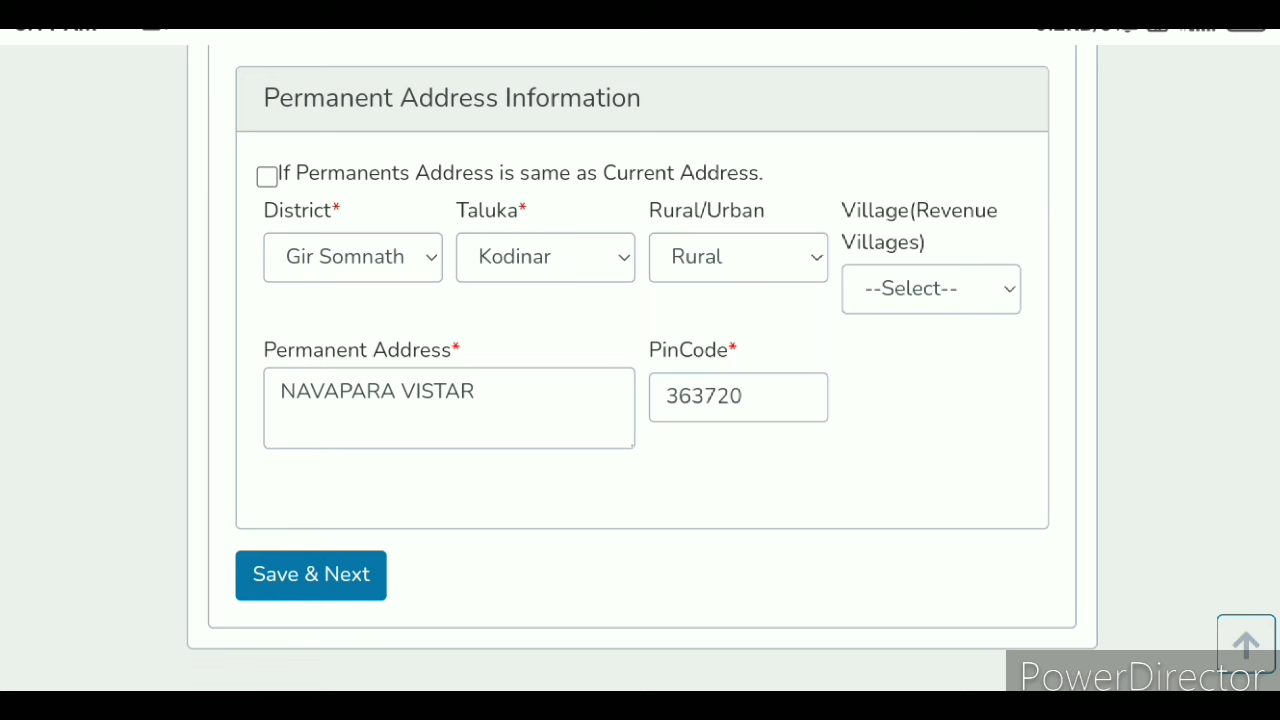 Permanent Address Information
If Permanents Address is same as Current Address.
District* Taluka* Rural/Urban Village(Revenue Villages)
Gir Somnath Kodinar Rural --Select--
Permanent Address* PinCode*
NAVAPARA VISTAR 363720
Save & Next
PowerDirector